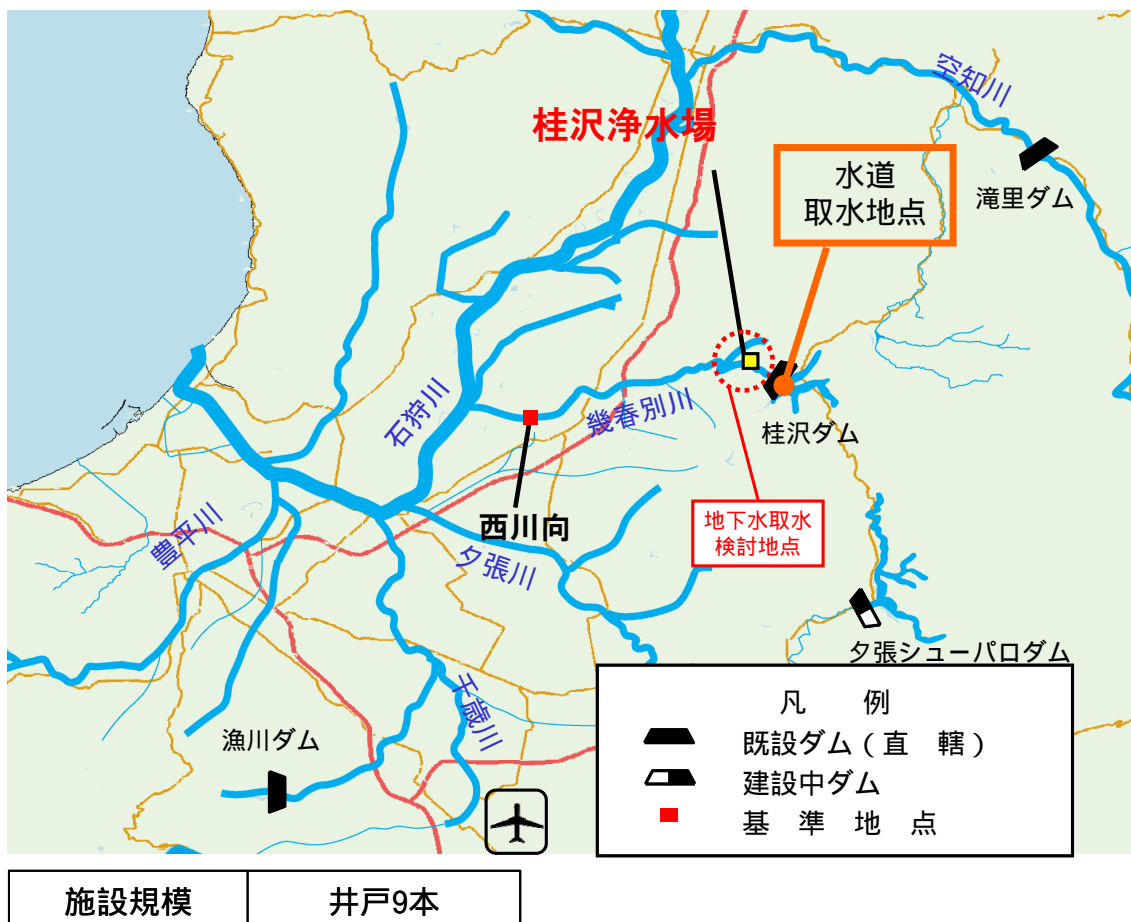 空知川
桂沢浄水場
水道
取水地点
滝里ダム
石狩川
幾春別川
桂沢ダム
西川向
地下水取水
検討地点
豊平川
夕張川
夕張シューパロダム
千歳川
漁川ダム
凡 例
既設ダム(直 轄)
建設中ダム
基 準 地 点
施設規模 井戸9本